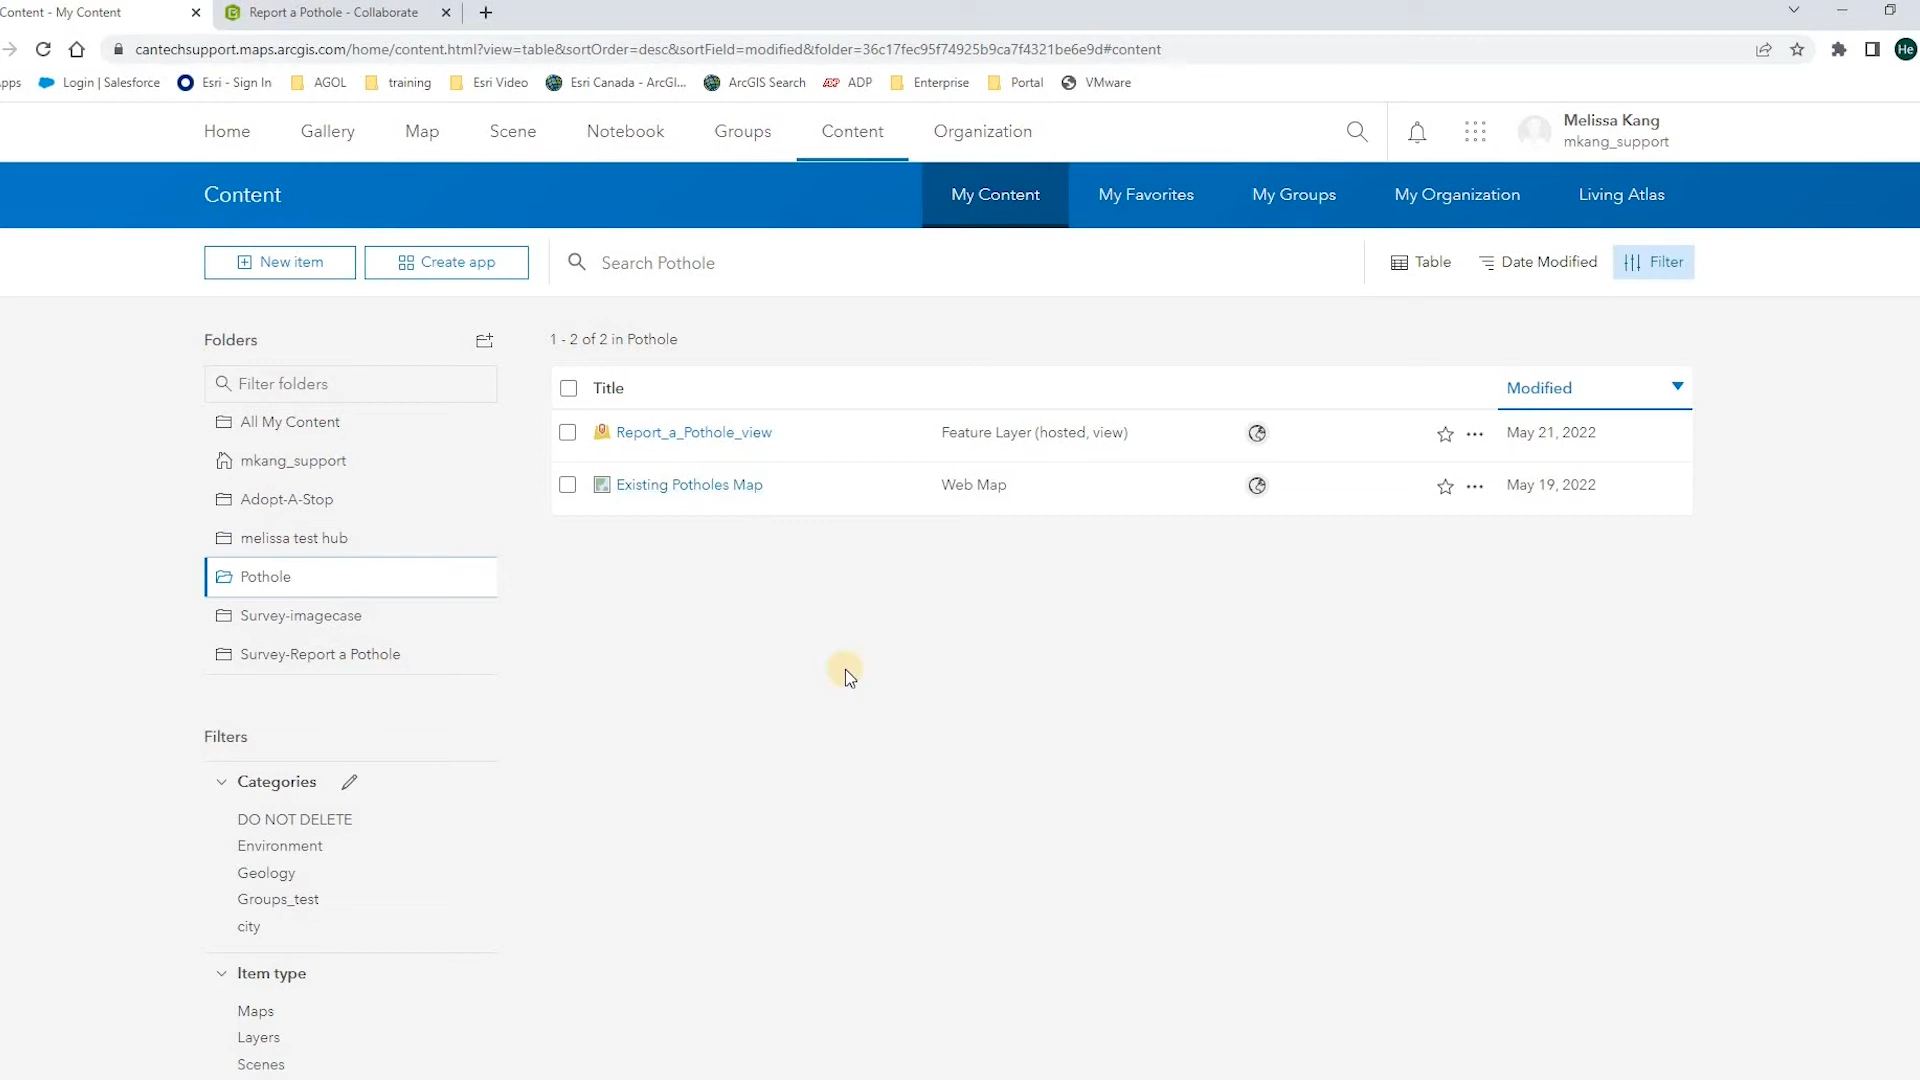 Content - My Content
Report a Pothole - Collaborate
cantechsupport.maps.arcgis.com/home/content.html?view=table&sortOrder=desc&sortField=modified&folder=36c17fec95f74925b9ca7f4321be6e9d#content
He
pps
Login | Salesforce
Esri - Sign In
AGOL
training
Esri Video
Esri Canada - ArcGI...
ArcGIS Search
ADP
ADP
Enterprise
Portal
VMware
Home
Gallery
Map
Scene
Notebook
Groups
Content
Organization
Melissa Kang
mkang_support
Content
My Content
My Favorites
My Groups
My Organization
Living Atlas
New item
Create app
Search Pothole
Table
Date Modified
Filter
Folders
1 - 2 of 2 in Pothole
Filter folders
Title
Modified
All My Content
Report_a_Pothole_view
Feature Layer (hosted, view)
May 21, 2022
mkang_support
Existing Potholes Map
Web Map
May 19, 2022
Adopt-A-Stop
melissa test hub
Pothole
Survey-imagecase
Survey-Report a Pothole
Filters
Categories
DO NOT DELETE
Environment
Geology
Groups_test
city
Item type
Maps
Layers
Scenes